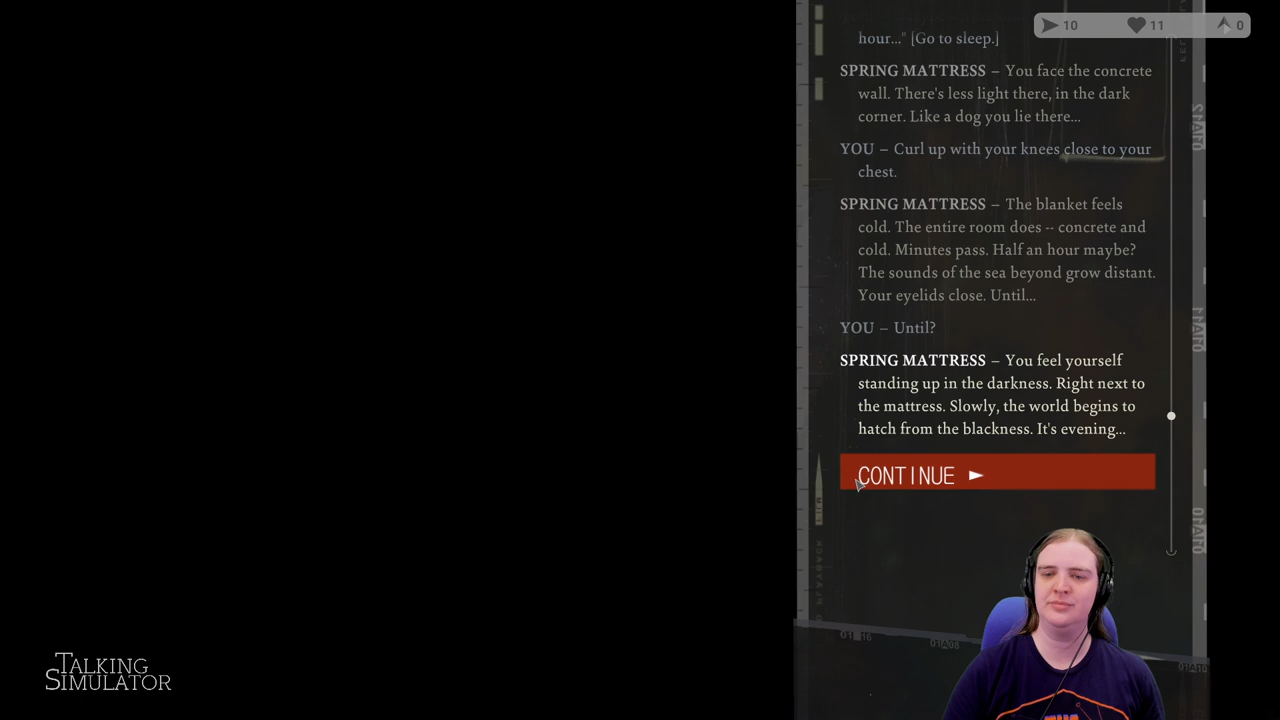 10 11 0
hour..." [Go to sleep.]
SPRING MATTRESS – You face the concrete
wall. There's less light there, in the dark
corner. Like a dog you lie there...
YOU – Curl up with your knees close to your
chest.
SPRING MATTRESS – The blanket feels
cold. The entire room does -- concrete and
cold. Minutes pass. Half an hour maybe?
The sounds of the sea beyond grow distant.
Your eyelids close. Until...
YOU – Until?
SPRING MATTRESS – You feel yourself
standing up in the darkness. Right next to
the mattress. Slowly, the world begins to
hatch from the blackness. It's evening...
CONTINUE
TALKING
SIMULATOR